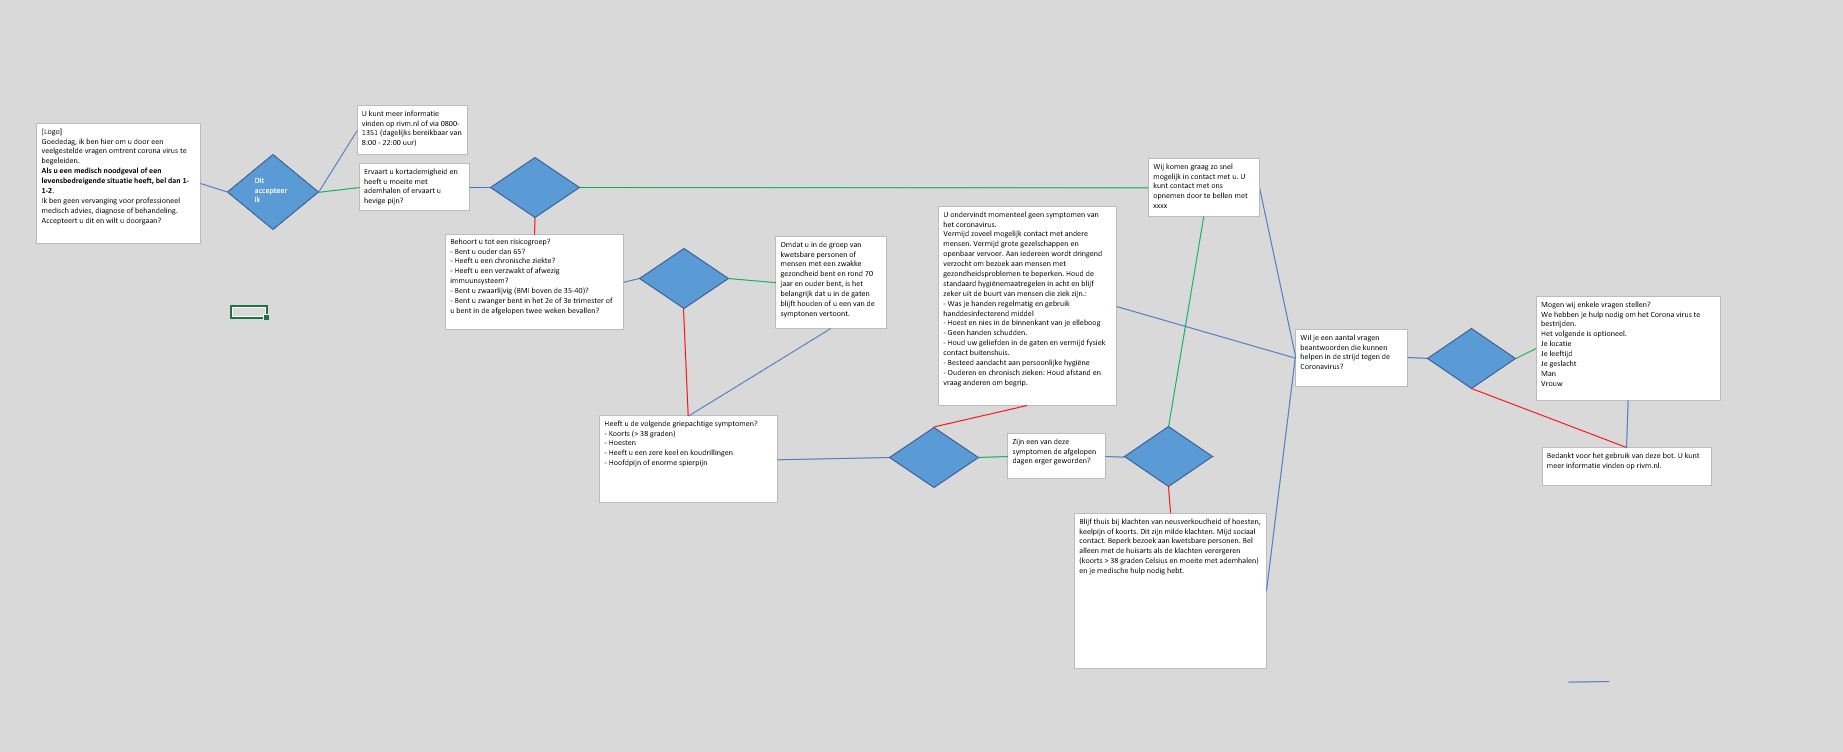 [Logo]
Goededag, ik ben hier om u door een
veelgestelde vragen omtrent corona virus te
begeleiden.
Als u een medisch noodgeval of een
levensbedreigende situatie heeft, bel dan 1-
1-2.
Ik ben geen vervanging voor professioneel
medisch advies, diagnose of behandeling.
Accepteert u dit en wilt u doorgaan?
Dit
accepteer
ik
U kunt meer informatie
vinden op rivm.nl of via 0800-
1351 (dagelijks bereikbaar van
8:00 - 22:00 uur)
Ervaart u kortademigheid en
heeft u moeite met
ademhalen of ervaart u
hevige pijn?
Behoort u tot een risicogroep?
- Bent u ouder dan 65?
- Heeft u een chronische ziekte?
- Heeft u een verzwakt of afwezig
immuunsysteem?
- Bent u zwaarlijvig (BMI boven de 35-40)?
- Bent u zwanger bent in het 2e of 3e trimester of
u bent in de afgelopen twee weken bevallen?
Omdat u in de groep van
kwetsbare personen of
mensen met een zwakke
gezondheid bent en rond 70
jaar en ouder bent, is het
belangrijk dat u in de gaten
blijft houden of u een van de
symptonen vertoont.
Heeft u de volgende griepachtige symptomen?
- Koorts (> 38 graden)
- Hoesten
- Heeft u een zere keel en koudrillingen
- Hoofdpijn of enorme spierpijn
U ondervindt momenteel geen symptomen van
het coronavirus.
Vermijd zoveel mogelijk contact met andere
mensen. Vermijd grote gezelschappen en
openbaar vervoer. Aan iedereen wordt dringend
verzocht om bezoek aan mensen met
gezondheidsproblemen te beperken. Houd de
standaard hygiënemaatregelen in acht en blijf
zeker uit de buurt van mensen die ziek zijn.:
- Was je handen regelmatig en gebruik
handdesinfecterend middel
- Hoest en nies in de binnenkant van je elleboog
- Geen handen schudden.
- Houd uw geliefden in de gaten en vermijd fysiek
contact buitenshuis.
- Besteed aandacht aan persoonlijke hygiëne
- Ouderen en chronisch zieken: Houd afstand en
vraag anderen om begrip.
Zijn een van deze
symptomen de afgelopen
dagen erger geworden?
Wij komen graag zo snel
mogelijk in contact met u. U
kunt contact met ons
opnemen door te bellen met
xxxx
Blijf thuis bij klachten van neusverkoudheid of hoesten,
keelpijn of koorts. Dit zijn milde klachten. Mijd sociaal
contact. Beperk bezoek aan kwetsbare personen. Bel
alleen met de huisarts als de klachten verergeren
(koorts > 38 graden Celsius en moeite met ademhalen)
en je medische hulp nodig hebt.
Wil je een aantal vragen
beantwoorden die kunnen
helpen in de strijd tegen de
Coronavirus?
Mogen wij enkele vragen stellen?
We hebben je hulp nodig om het Corona virus te
bestrijden.
Het volgende is optioneel.
Je locatie
Je leeftijd
Je geslacht
Man
Vrouw
Bedankt voor het gebruik van deze bot. U kunt
meer informatie vinden op rivm.nl.